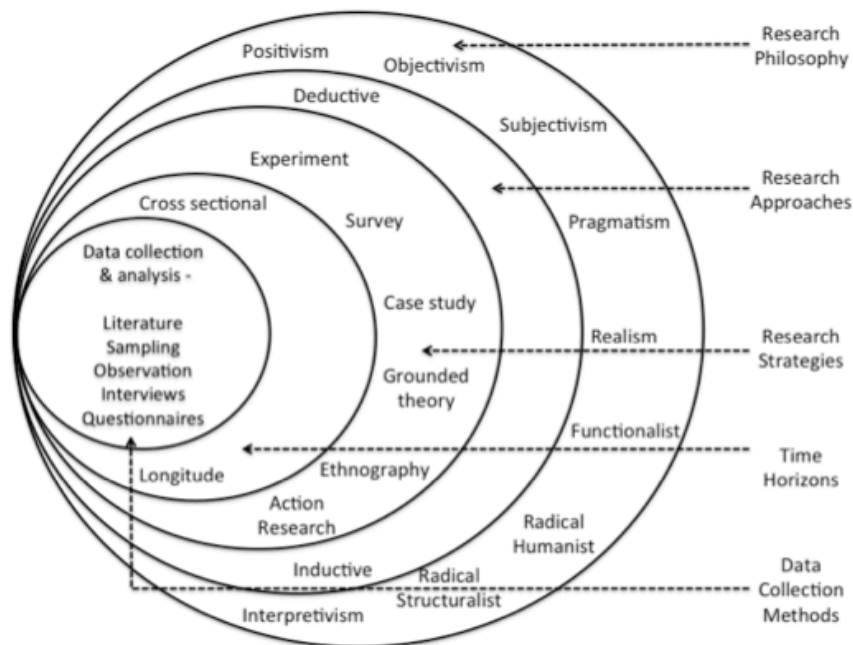 Positivism
Objectivism
Deductive
Subjectivism
Experiment
Cross sectional
Survey
Pragmatism
Data collection
& analysis -
Literature
Sampling
Observation
Interviews
Questionnaires
Case study
Realism
Grounded
theory
Functionalist
Longitude
Ethnography
Action
Research
Radical
Humanist
Inductive
Radical
Structuralist
Interpretivism
Research
Philosophy
Research
Approaches
Research
Strategies
Time
Horizons
Data
Collection
Methods